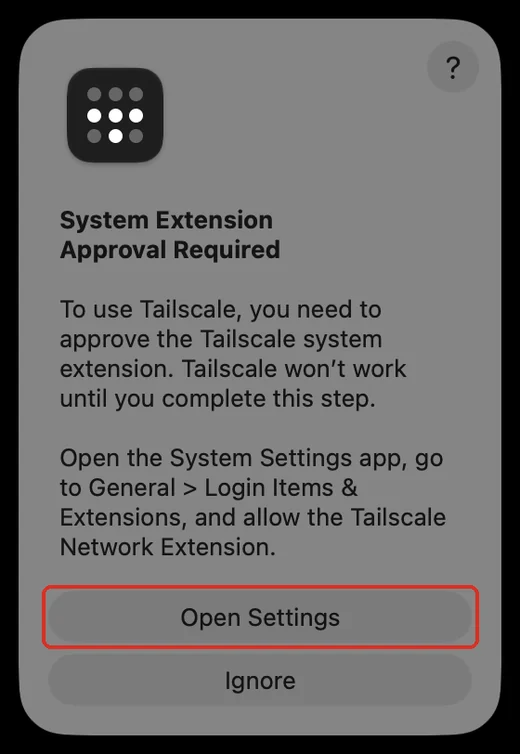 ?
System Extension
Approval Required
To use Tailscale, you need to
approve the Tailscale system
extension. Tailscale won’t work
until you complete this step.
Open the System Settings app, go
to General > Login Items &
Extensions, and allow the Tailscale
Network Extension.
Open Settings
Ignore